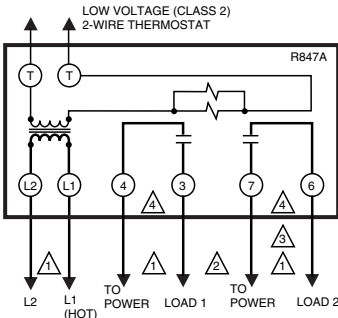 LOW VOLTAGE (CLASS 2)
2-WIRE THERMOSTAT
R847A
T T
L2 L1 4 3 7 6
4 4
3
1 1 2 1
L2 L1 (HOT) TO POWER LOAD 1 TO POWER LOAD 2